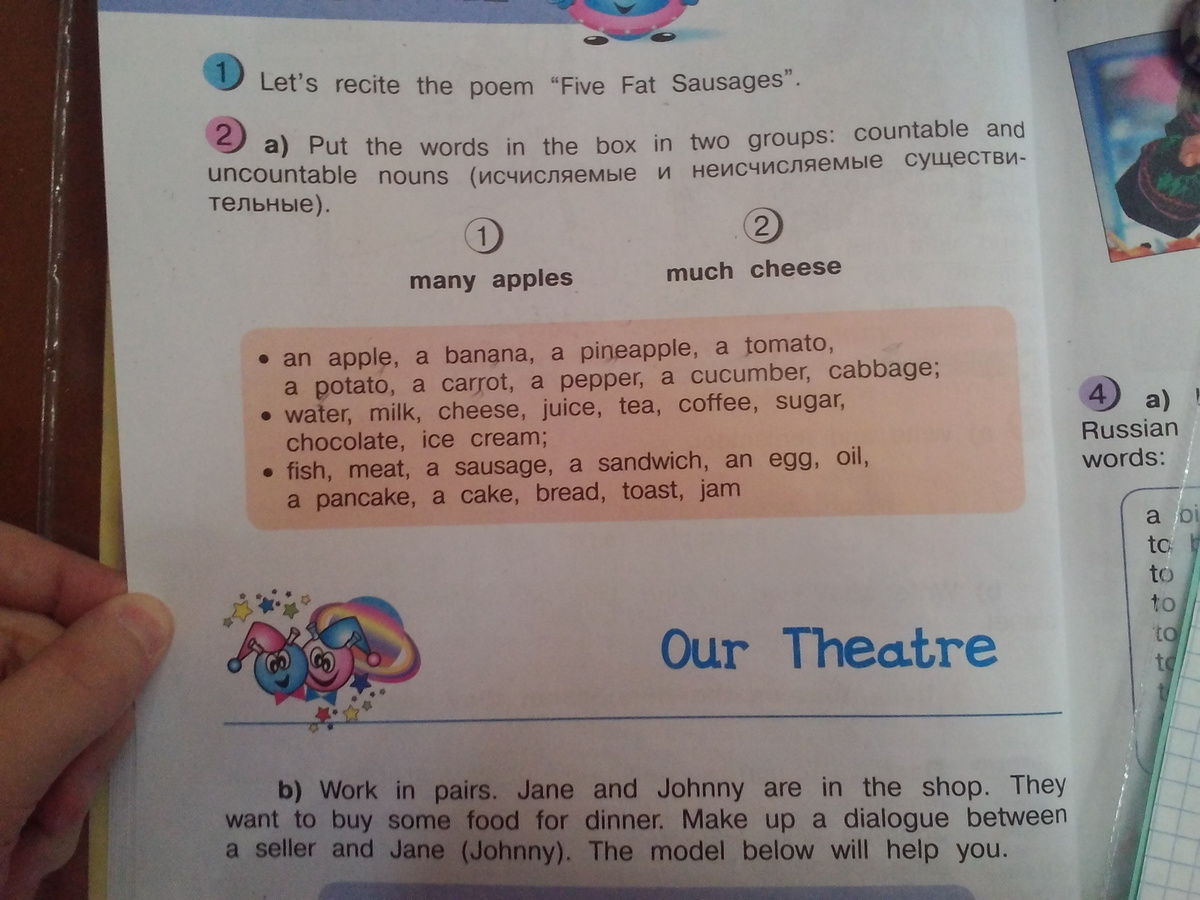 1 Let's recite the poem “Five Fat Sausages”.
2 a) Put the words in the box in two groups: countable and
uncountable nouns (исчисляемые и неисчисляемые существи-
тельные).
1 2
many apples much cheese
• an apple, a banana, a pineapple, a tomato,
a potato, a carrot, a pepper, a cucumber, cabbage;
• water, milk, cheese, juice, tea, coffee, sugar,
chocolate, ice cream;
• fish, meat, a sausage, a sandwich, an egg, oil,
a pancake, a cake, bread, toast, jam
Our Theatre
b) Work in pairs. Jane and Johnny are in the shop. They
want to buy some food for dinner. Make up a dialogue between
a seller and Jane (Johnny). The model below will help you.
4 a)
Russian
words:
a
to
to
to
to